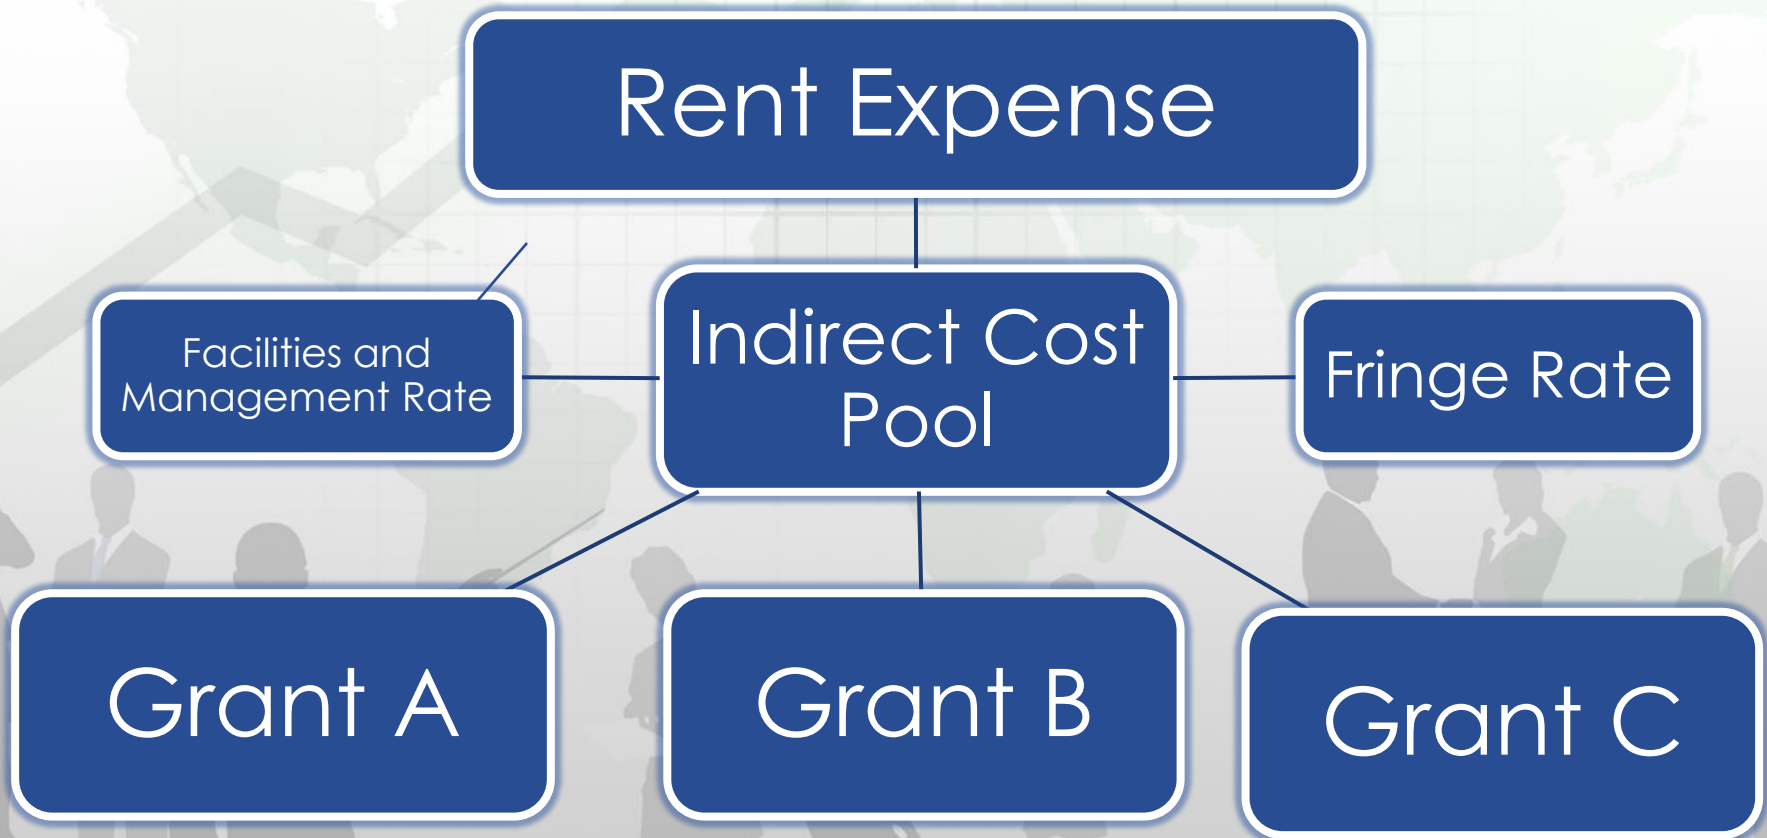 Rent Expense
Facilities and
Management Rate
Indirect Cost
Pool
Fringe Rate
Grant A
Grant B
Grant C